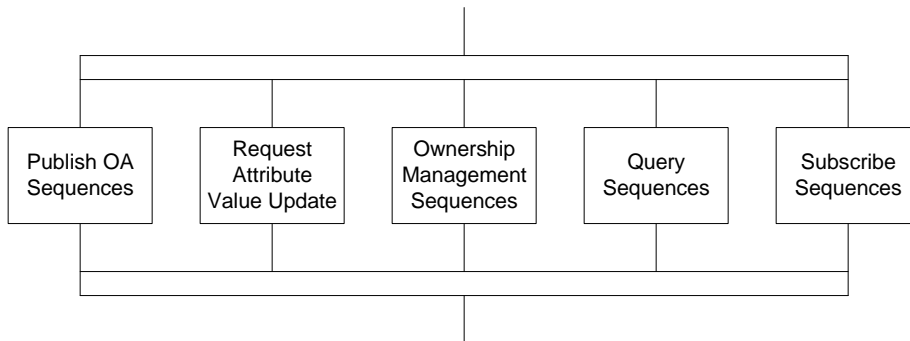 Publish OA
Sequences
Request
Attribute
Value Update
Ownership
Management
Sequences
Query
Sequences
Subscribe
Sequences